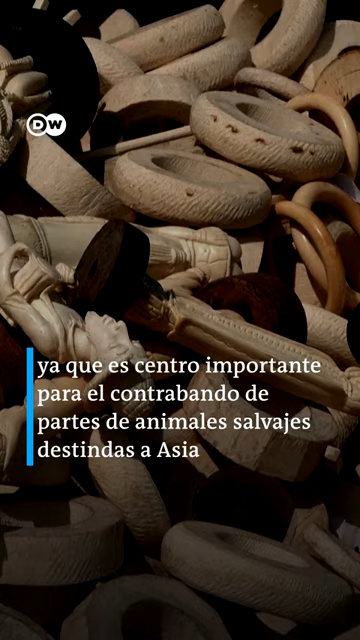 DW
ya que es centro importante
para el contrabando de
partes de animales salvajes
destindas a Asia